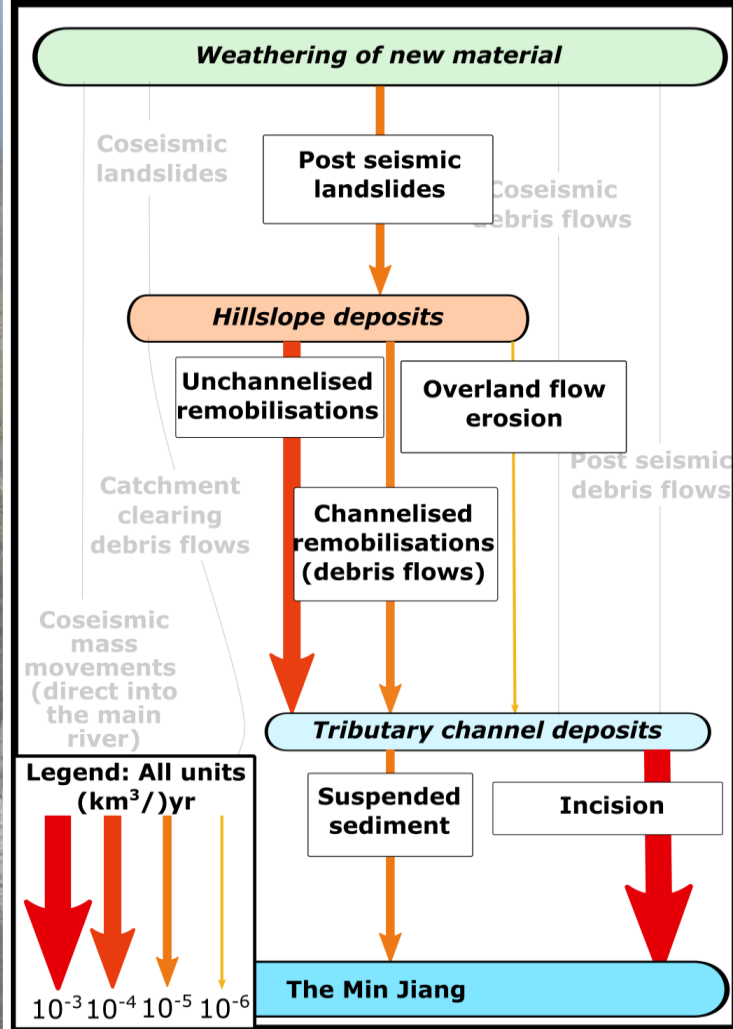 Weathering of new material
Coseismic
landslides
Post seismic
landslides
Coseismic
debris flows
Hillslope deposits
Unchannelised
remobilisations
Overland flow
erosion
Post seismic
debris flows
Catchment
clearing
debris flows
Channelised
remobilisations
(debris flows)
Coseismic
mass
movements
(direct into
the main
river)
Tributary channel deposits
Legend: All units
(km³/)yr
Suspended
sediment
Incision
10⁻³ 10⁻⁴ 10⁻⁵ 10⁻⁶
The Min Jiang